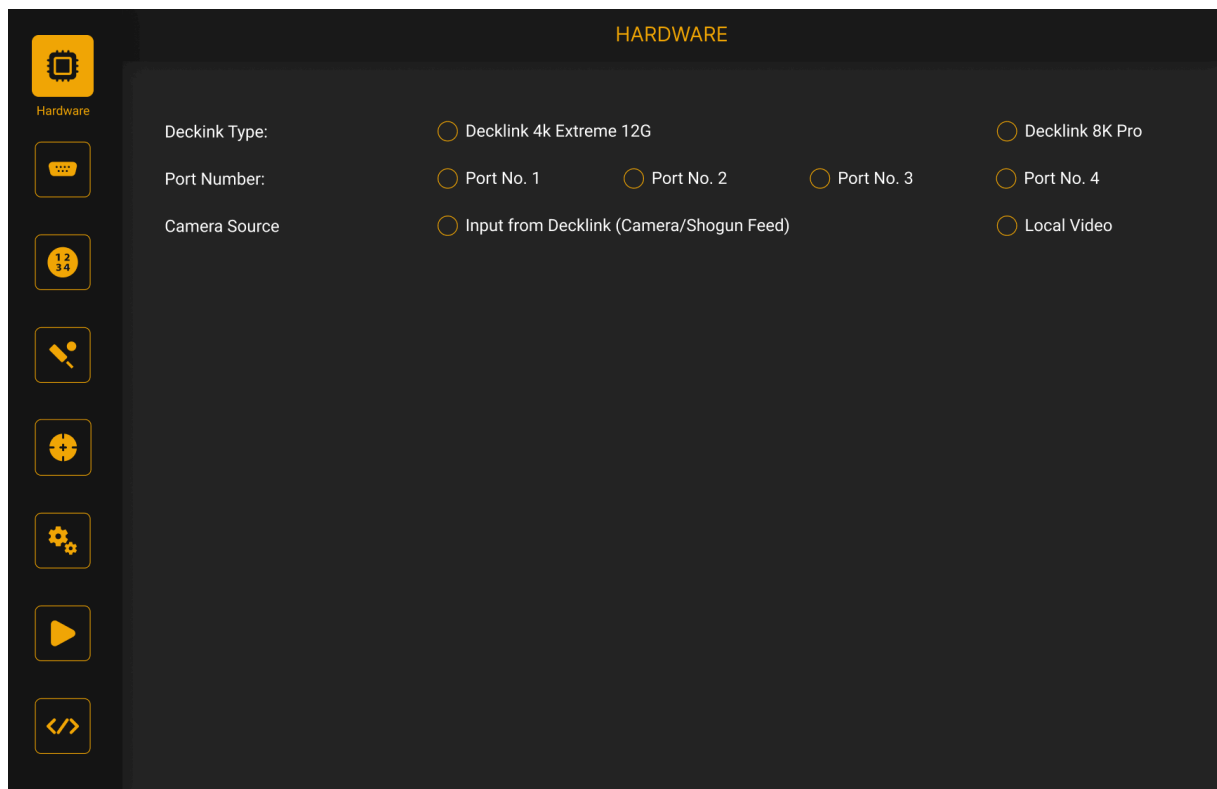 HARDWARE
Hardware
Deckink Type: Decklink 4k Extreme 12G Decklink 8K Pro
Port Number: Port No. 1 Port No. 2 Port No. 3 Port No. 4
Camera Source Input from Decklink (Camera/Shogun Feed) Local Video
1 2
3 4